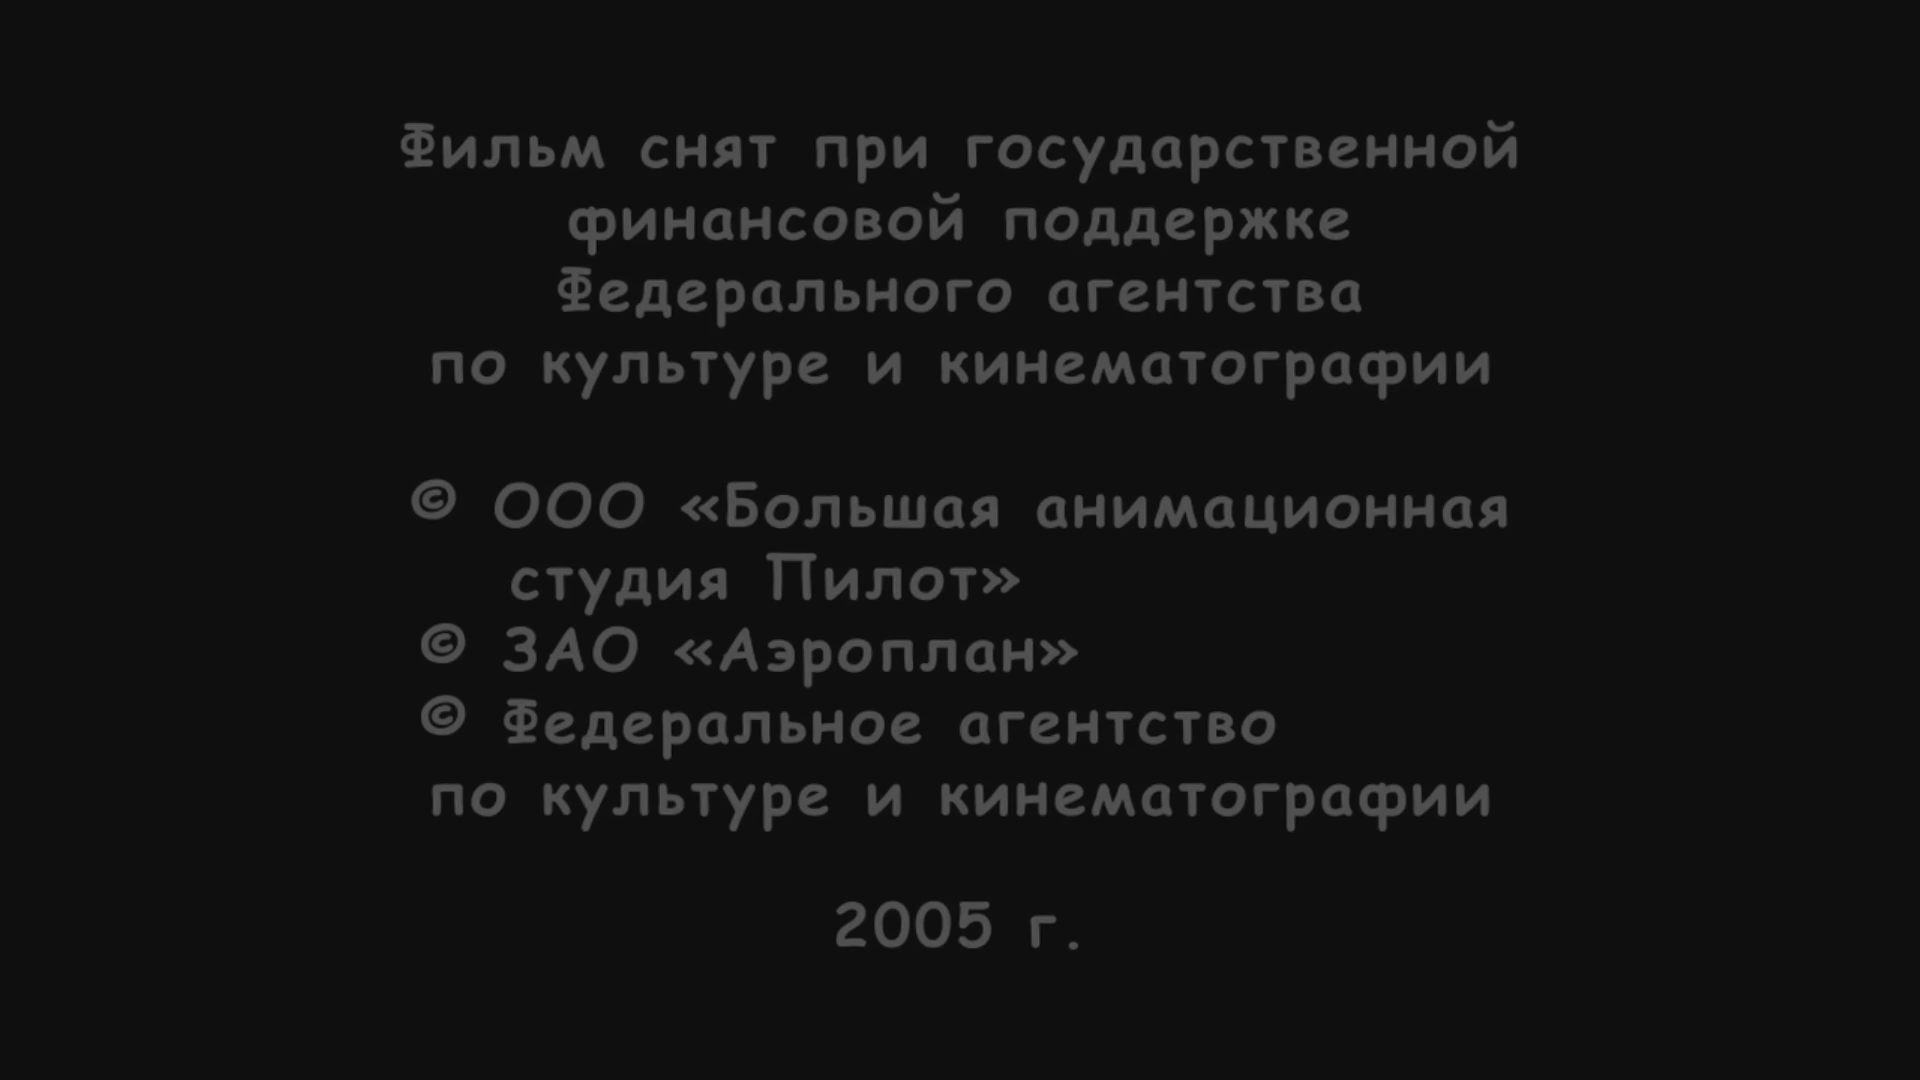 Фильм снят при государственной
финансовой поддержке
Федерального агентства
по культуре и кинематографии
© ООО «Большая анимационная
студия Пилот»
© ЗАО «Аэроплан»
© Федеральное агентство
по культуре и кинематографии
2005 г.